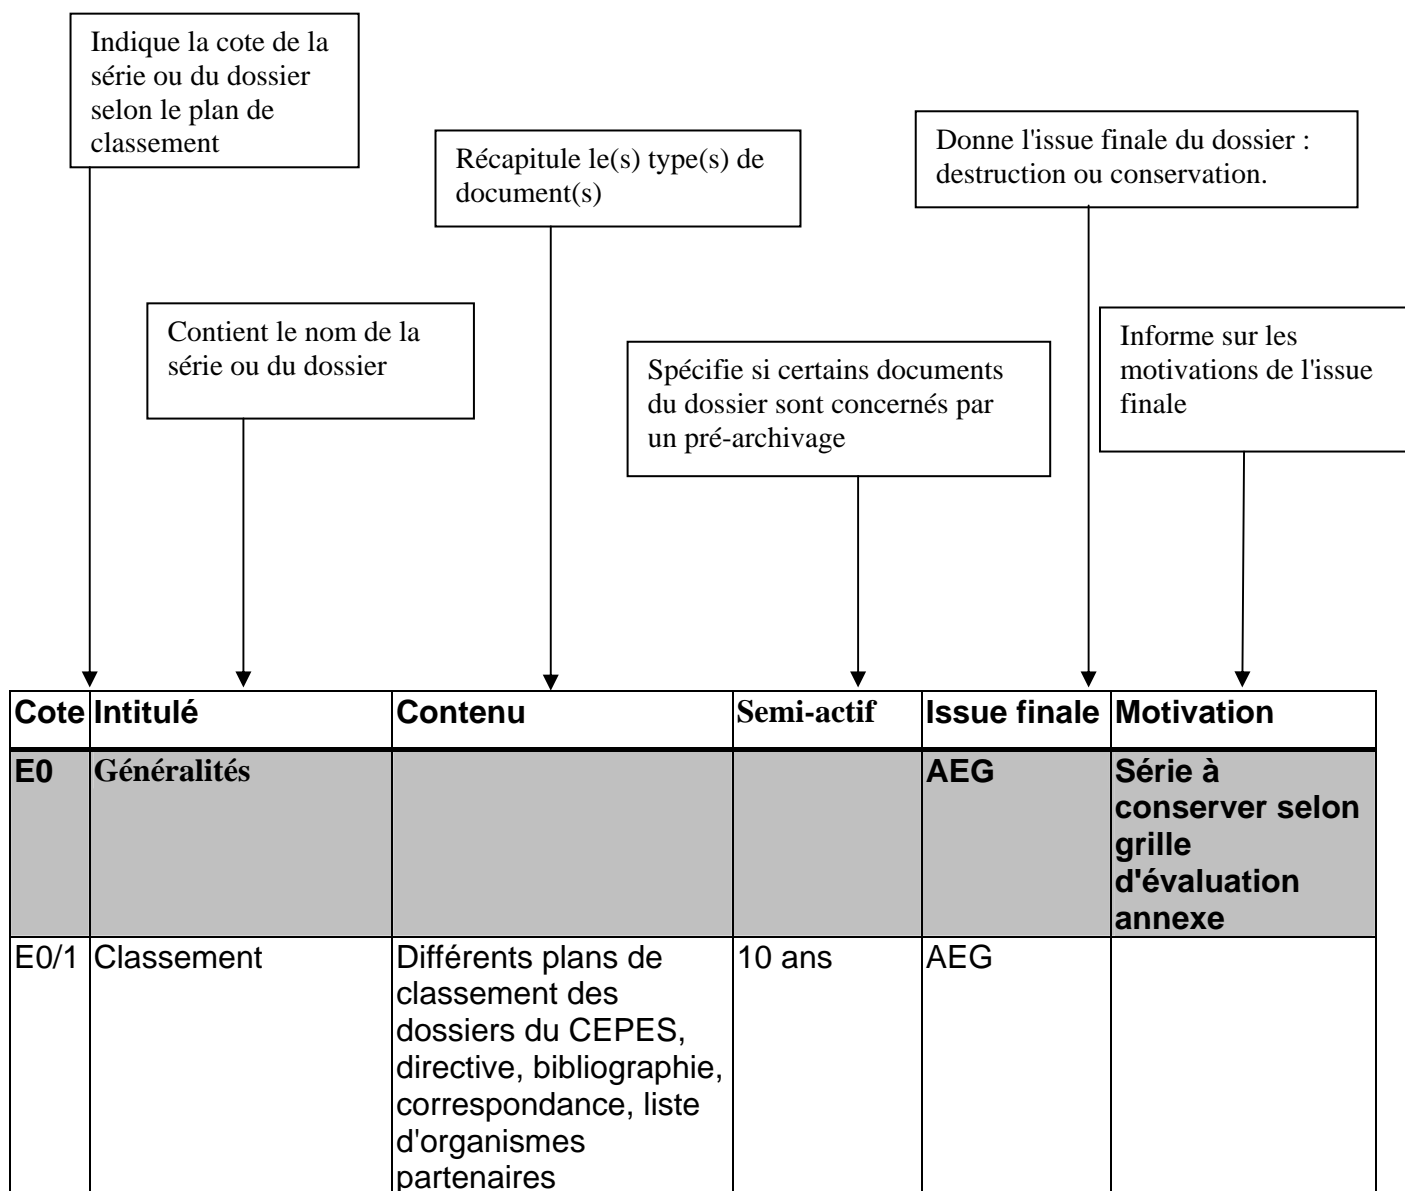 Indique la cote de la
série ou du dossier
selon le plan de
classement
Récapitule le(s) type(s) de
document(s)
Donne l'issue finale du dossier :
destruction ou conservation.
Contient le nom de la
série ou du dossier
Spécifie si certains documents
du dossier sont concernés par
un pré-archivage
Informe sur les
motivations de l'issue
finale
Cote Intitulé Contenu Semi-actif Issue finale Motivation
E0 Généralités AEG Série à
conserver selon
grille
d'évaluation
annexe
E0/1 Classement Différents plans de 10 ans AEG
classement des
dossiers du CEPES,
directive, bibliographie,
correspondance, liste
d'organismes
partenaires